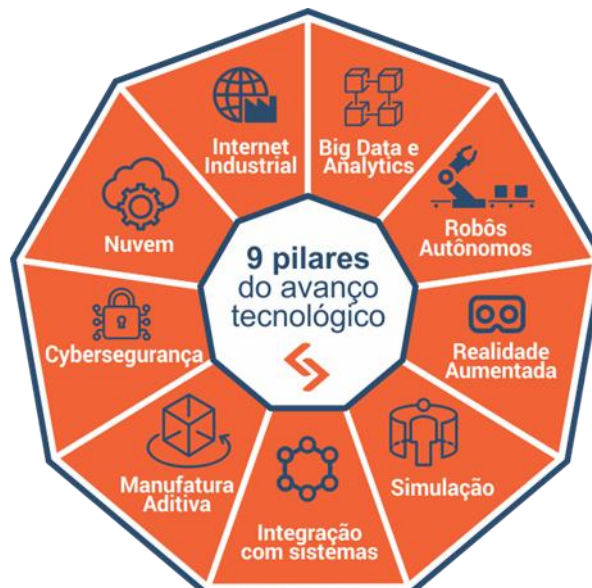 9 pilares
do avanço
tecnológico
Internet
Industrial
Big Data e
Analytics
Robôs
Autônomos
Realidade
Aumentada
Simulação
Integração
com sistemas
Manufatura
Aditiva
Cybersegurança
Nuvem